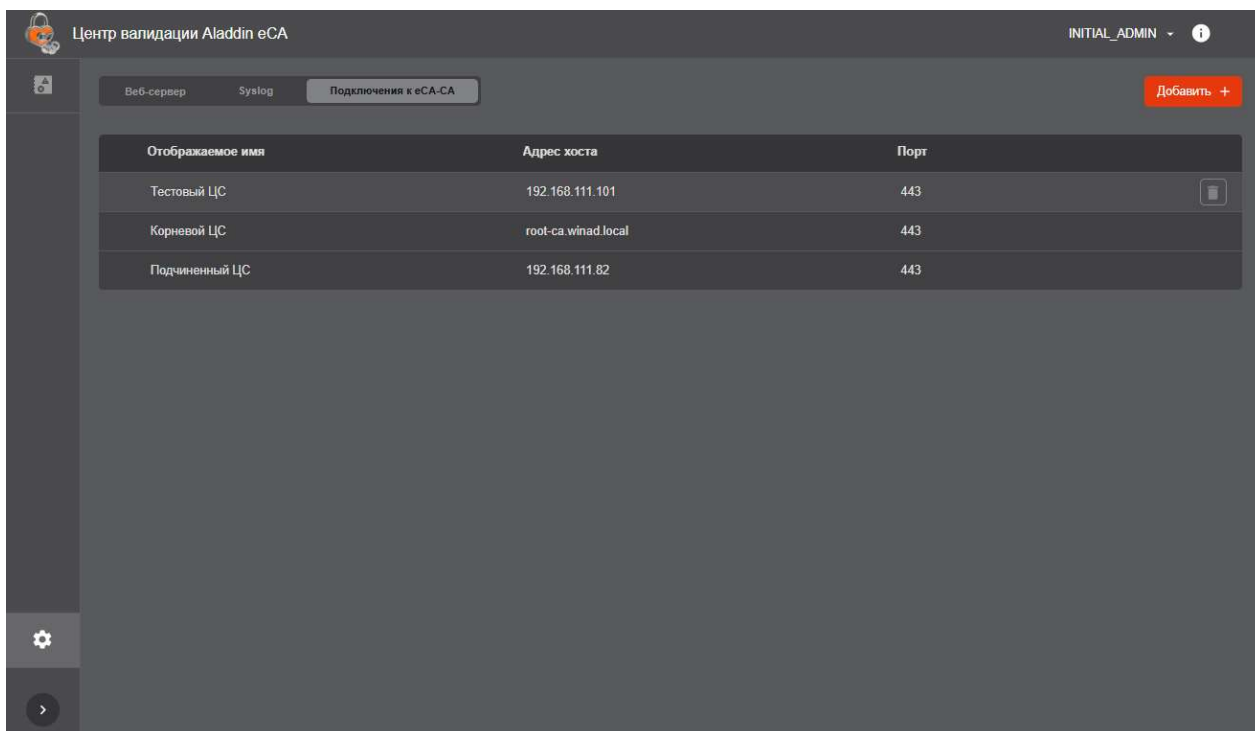 Центр валидации Aladdin eCA INITIAL_ADMIN
Веб-сервер Syslog Подключения к eCA-CA Добавить +
Отображаемое имя Адрес хоста Порт
Тестовый ЦС 192.168.111.101 443
Корневой ЦС root-ca.winad.local 443
Подчиненный ЦС 192.168.111.82 443